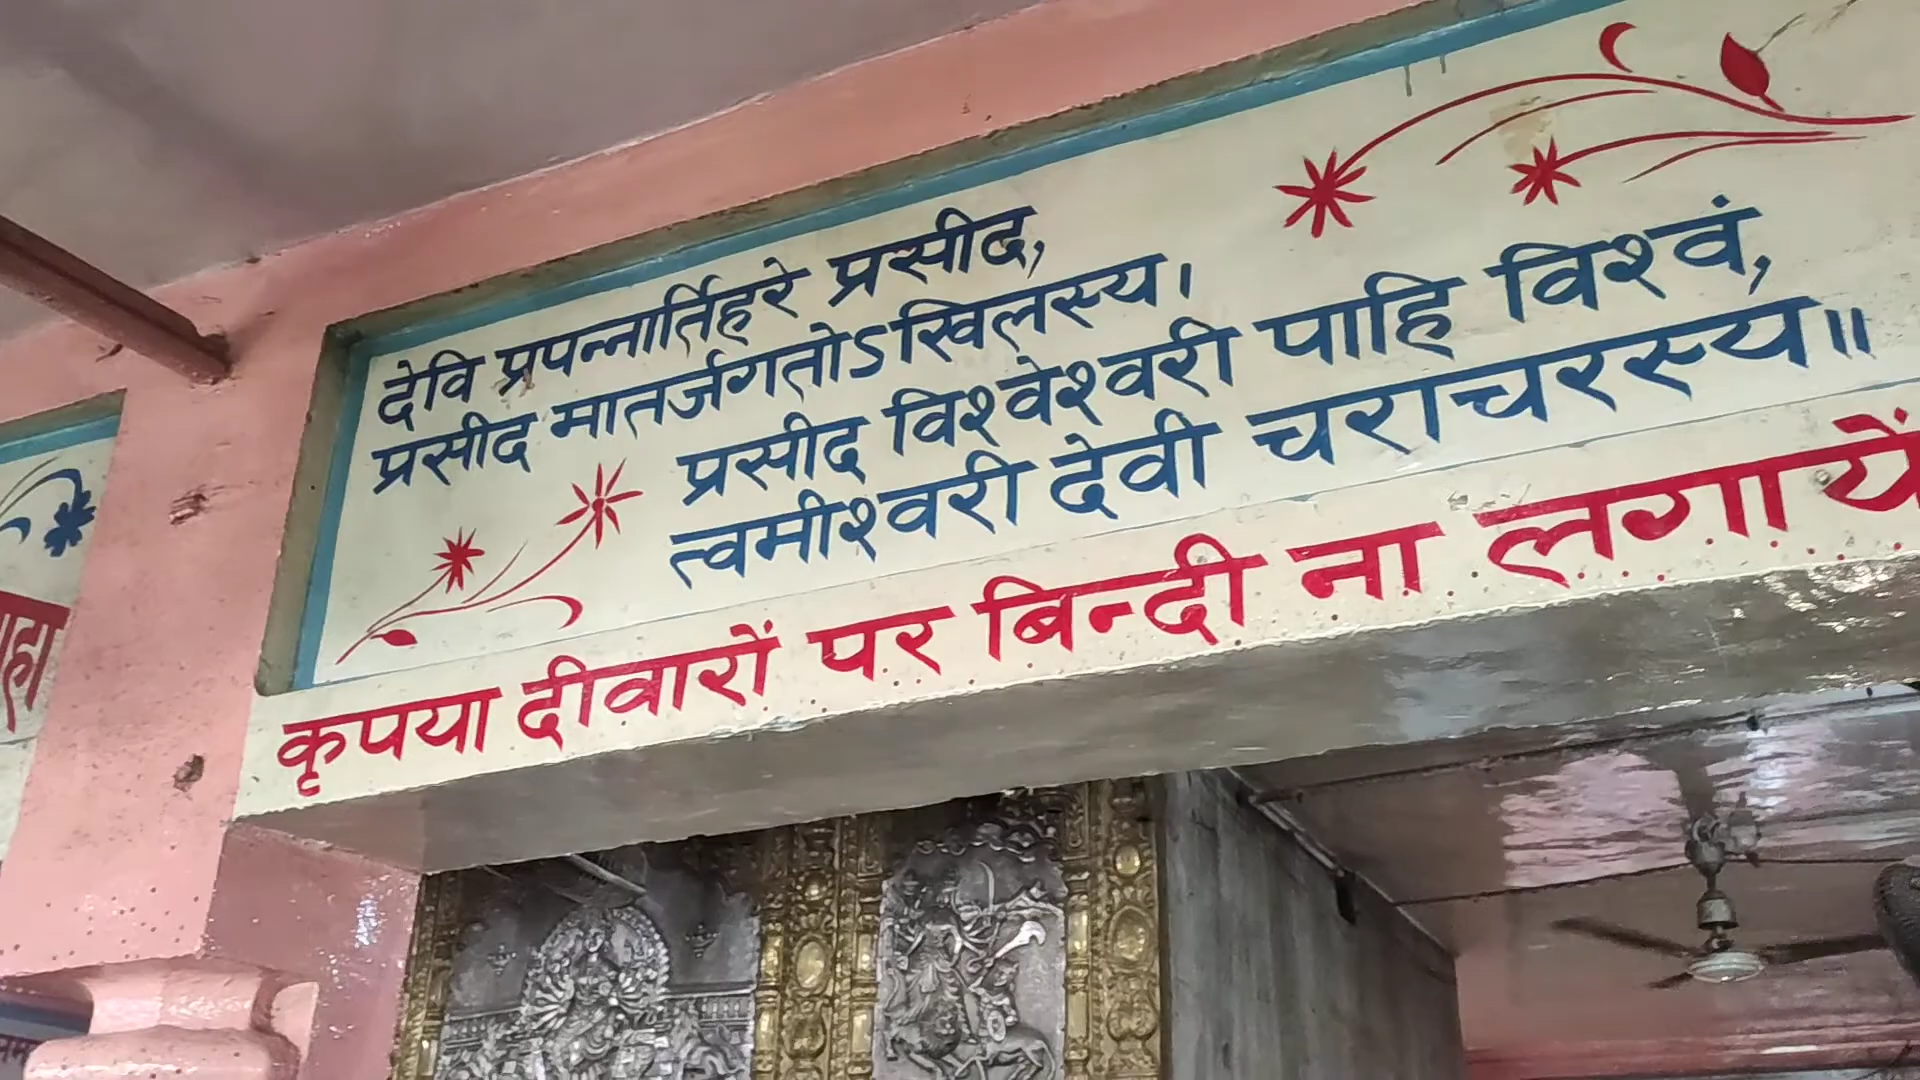 देवि प्रपन्नार्तिहरे प्रसीद,
प्रसीद मातर्जगतोऽखिलस्य।
प्रसीद विश्वेश्वरी पाहि विश्वं,
त्वमीश्वरी देवी चराचरस्य॥
कृपया दीवारों पर बिन्दी ना लगायें